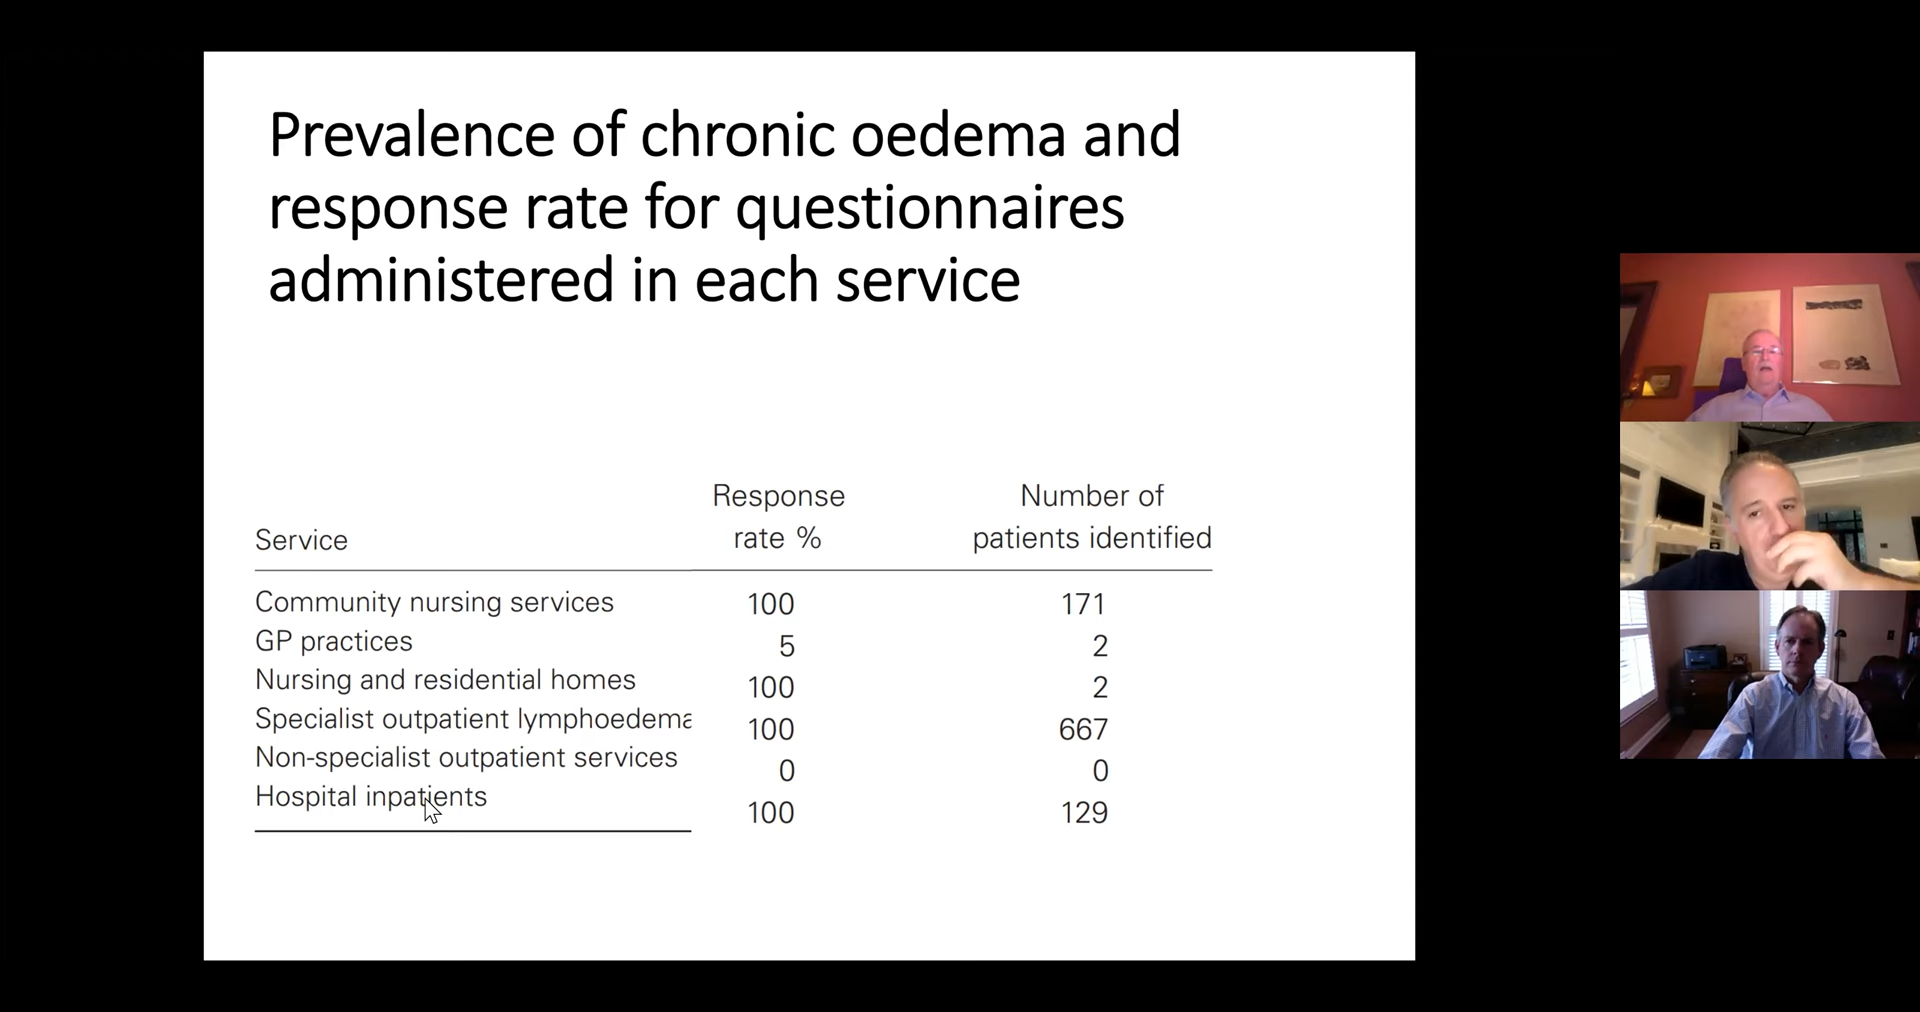 Prevalence of chronic oedema and
response rate for questionnaires
administered in each service
Service Response rate % Number of patients identified
Community nursing services 100 171
GP practices 5 2
Nursing and residential homes 100 2
Specialist outpatient lymphoedema 100 667
Non-specialist outpatient services 0 0
Hospital inpatients 100 129